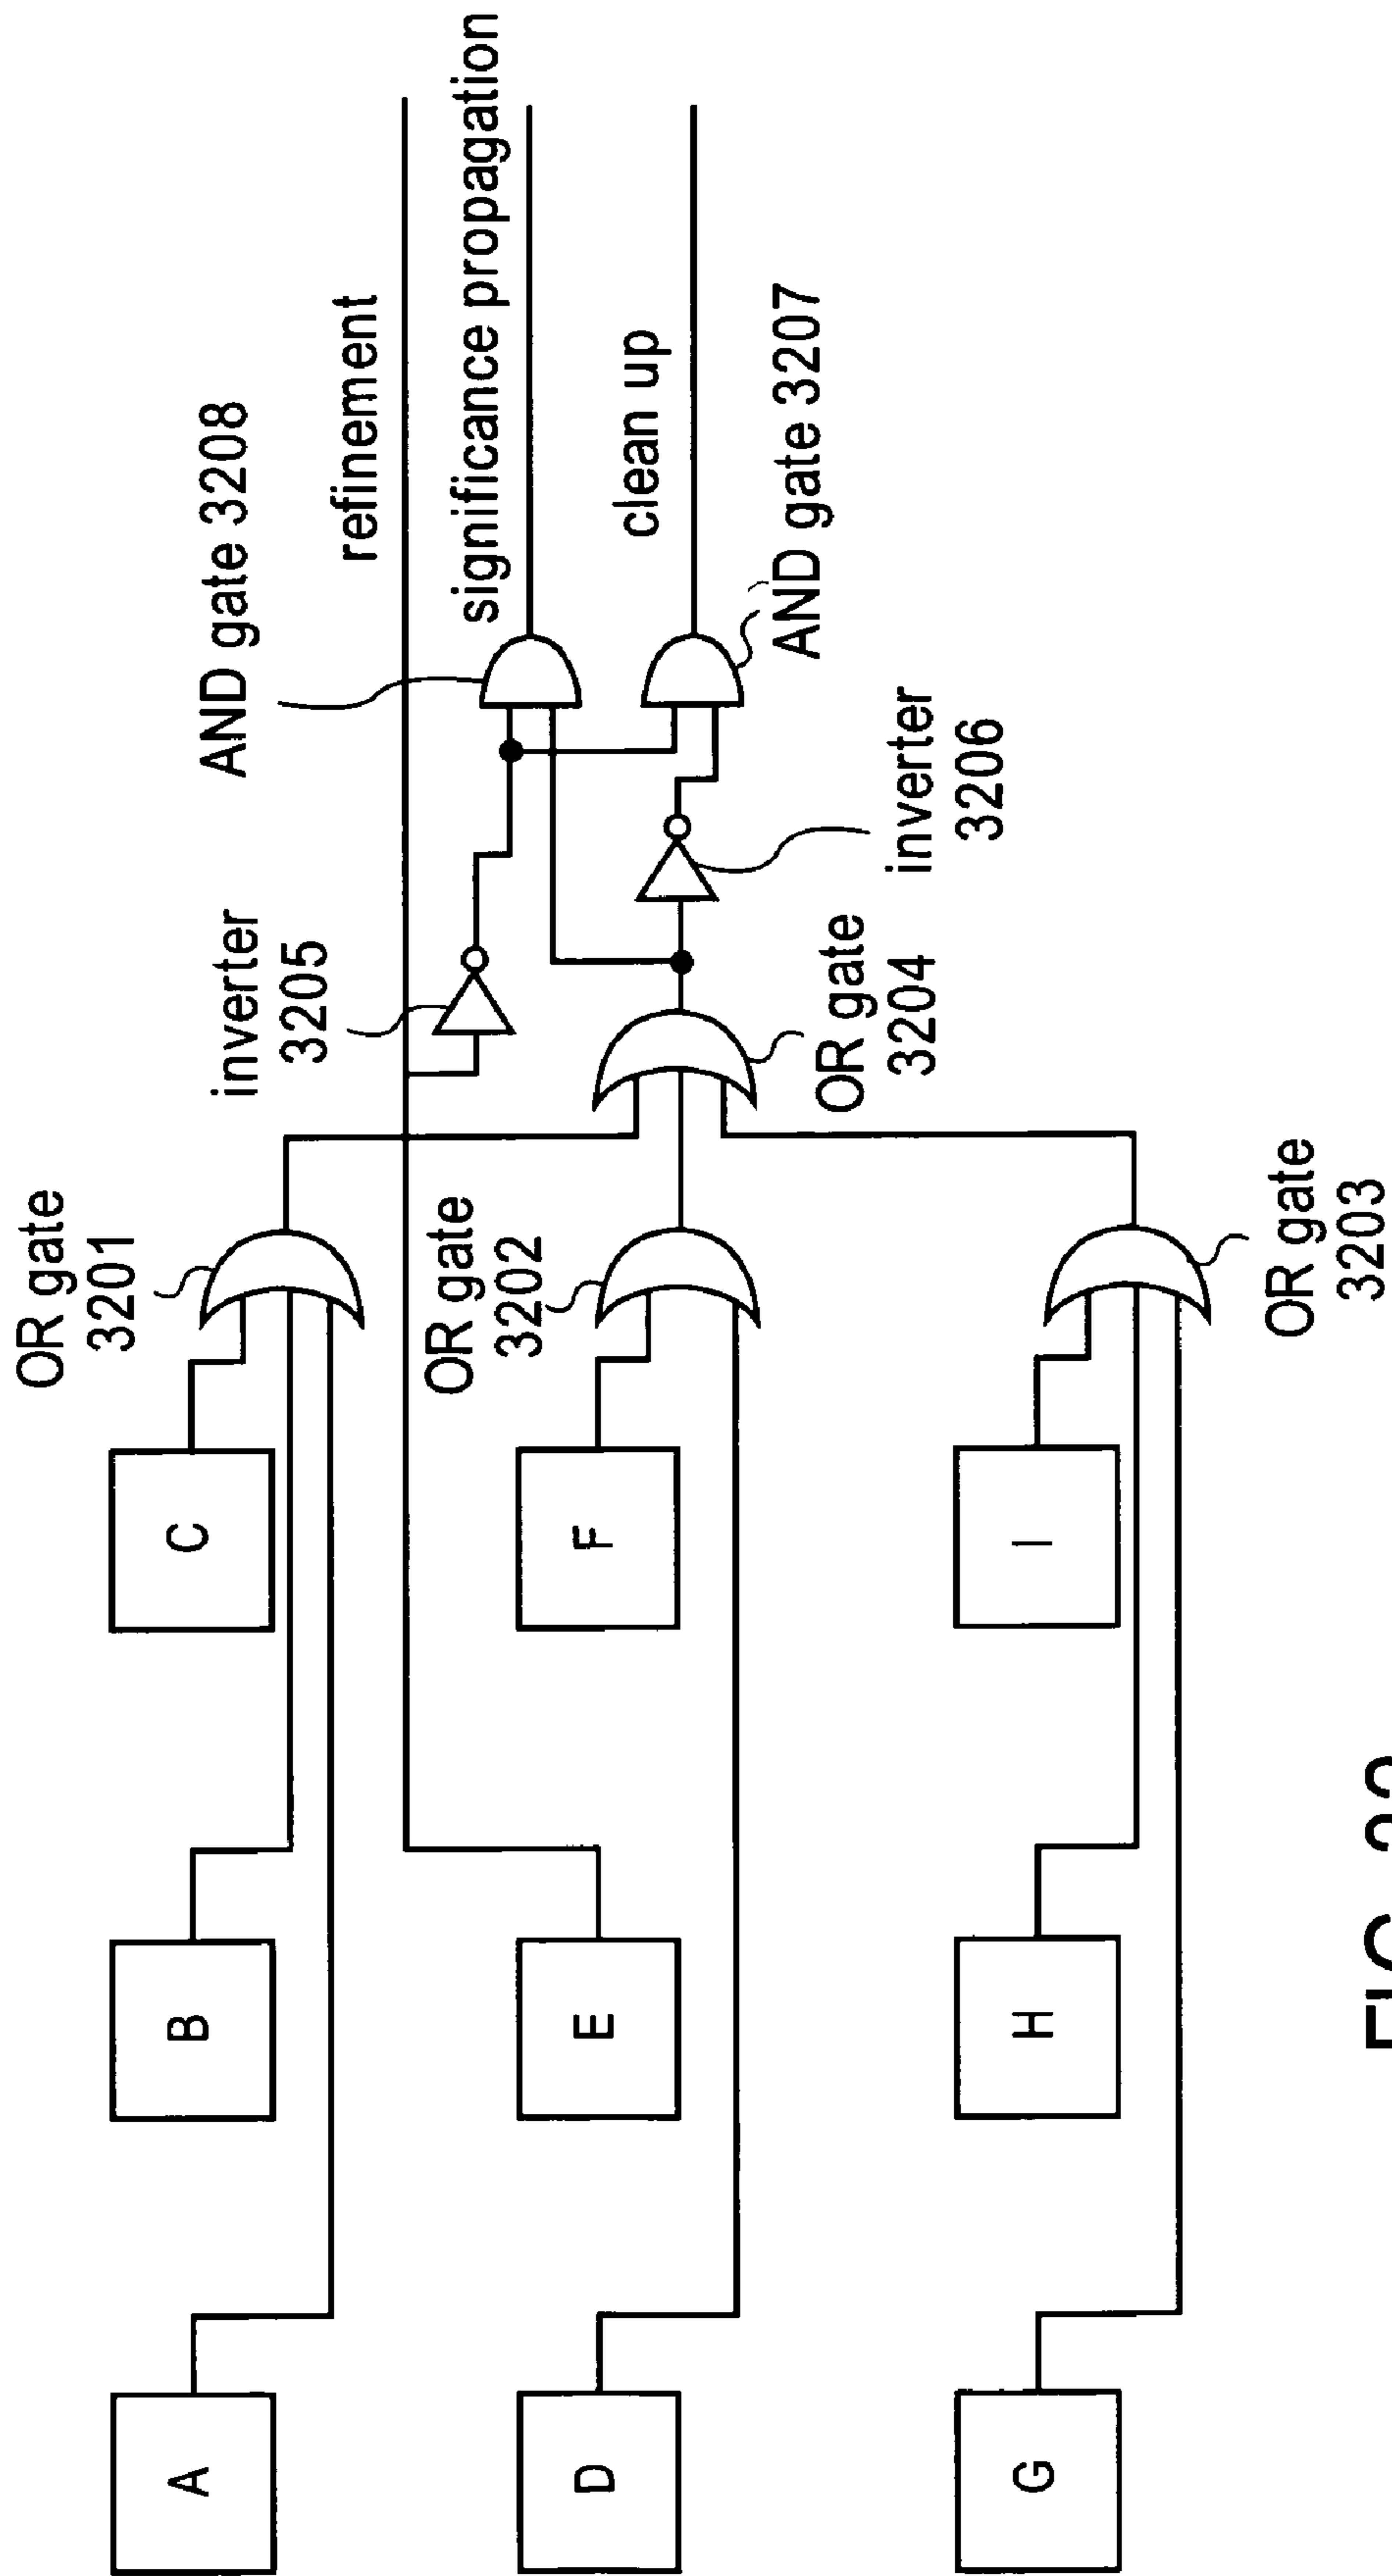 A
B
C
OR gate
3201
D
E
F
OR gate
3202
G
H
I
OR gate
3203
OR gate
3204
inverter
3205
inverter
3206
AND gate 3208
AND gate 3207
refinement
significance propagation
clean up